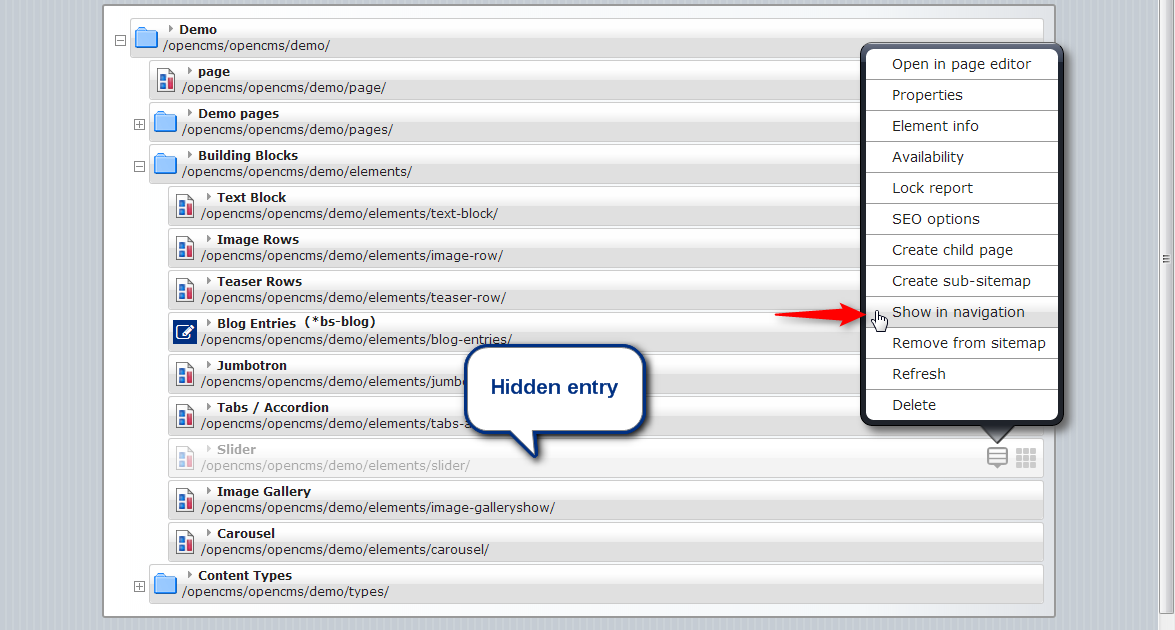 Demo
/opencms/opencms/demo/
page
/opencms/opencms/demo/page/
Demo pages
/opencms/opencms/demo/pages/
Building Blocks
/opencms/opencms/demo/elements/
Text Block
/opencms/opencms/demo/elements/text-block/
Image Rows
/opencms/opencms/demo/elements/image-row/
Teaser Rows
/opencms/opencms/demo/elements/teaser-row/
Blog Entries (*bs-blog)
/opencms/opencms/demo/elements/blog-entries/
Jumbotron
/opencms/opencms/demo/elements/jumb
Tabs / Accordion
/opencms/opencms/demo/elements/tabs-a
Slider
/opencms/opencms/demo/elements/slider/
Image Gallery
/opencms/opencms/demo/elements/image-galleryshow/
Carousel
/opencms/opencms/demo/elements/carousel/
Content Types
/opencms/opencms/demo/types/
Hidden entry
Open in page editor
Properties
Element info
Availability
Lock report
SEO options
Create child page
Create sub-sitemap
Show in navigation
Remove from sitemap
Refresh
Delete